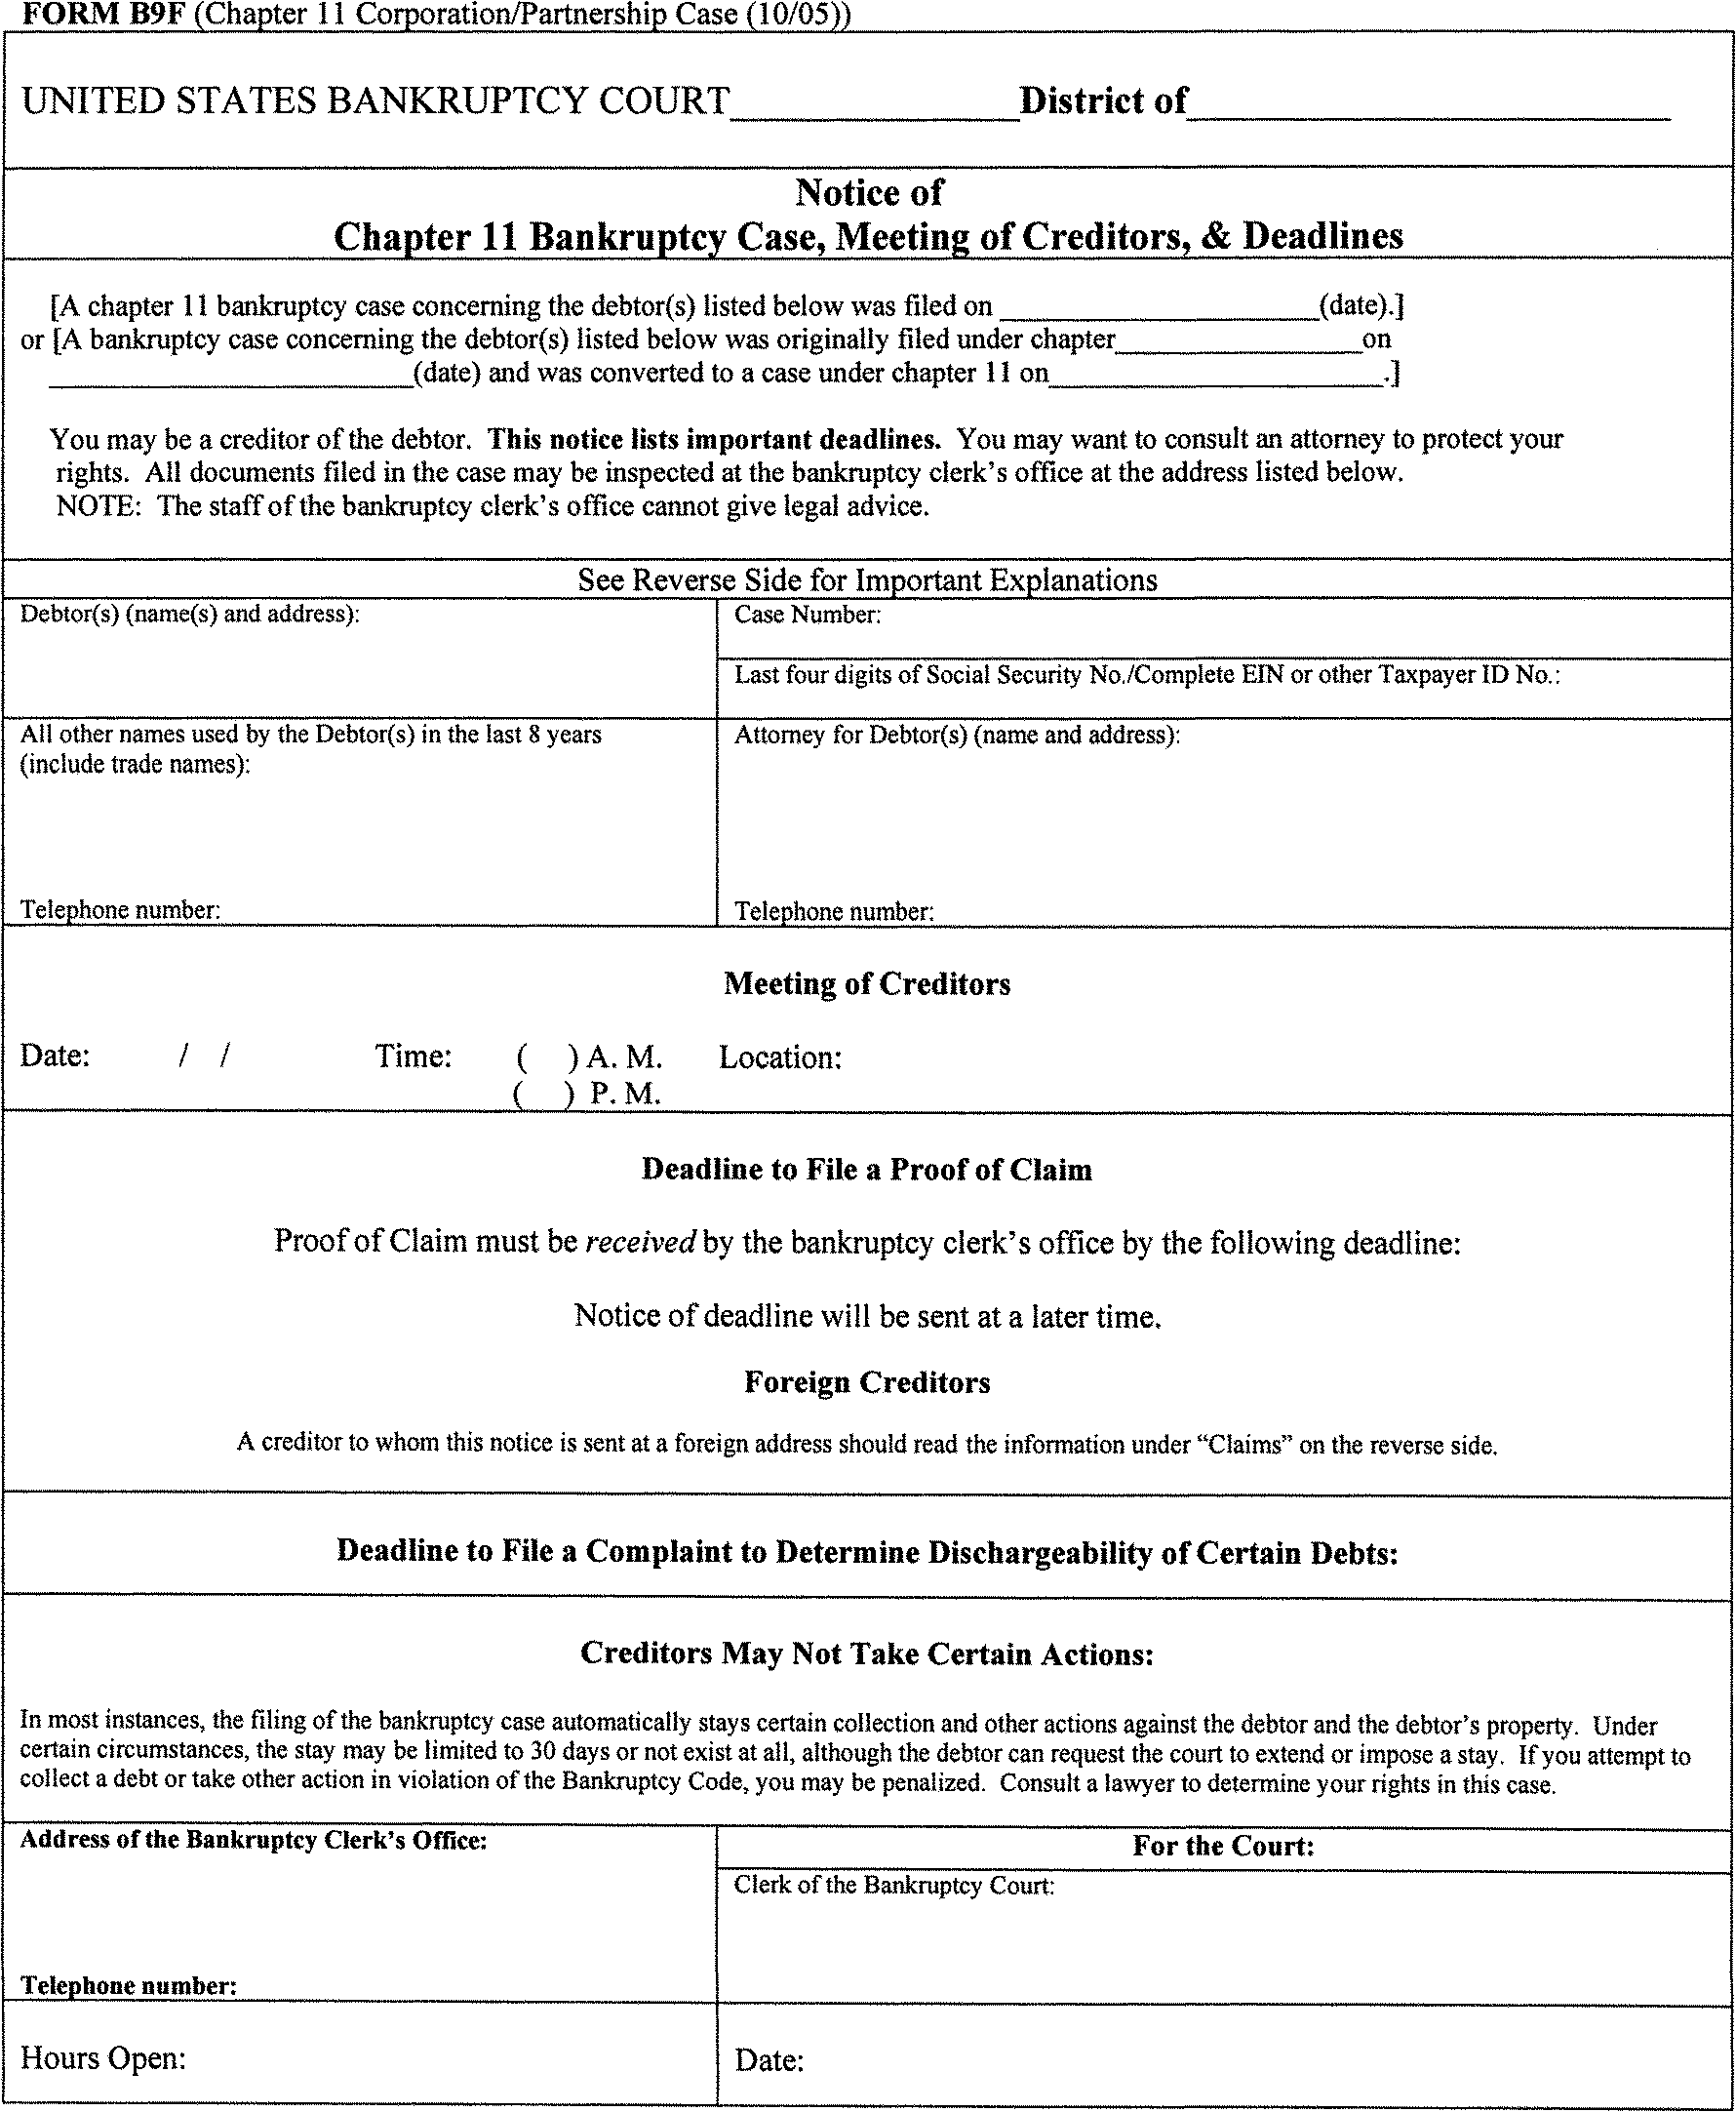 FORM B9F (Chapter 11 Corporation/Partnership Case (10/05))
UNITED STATES BANKRUPTCY COURT____________District of____________________
Notice of
Chapter 11 Bankruptcy Case, Meeting of Creditors, & Deadlines
[A chapter 11 bankruptcy case concerning the debtor(s) listed below was filed on ____________________(date).]
or [A bankruptcy case concerning the debtor(s) listed below was originally filed under chapter________________on
_______________________(date) and was converted to a case under chapter 11 on_____________________.]
You may be a creditor of the debtor. This notice lists important deadlines. You may want to consult an attorney to protect your
rights. All documents filed in the case may be inspected at the bankruptcy clerk's office at the address listed below.
NOTE: The staff of the bankruptcy clerk's office cannot give legal advice.
See Reverse Side for Important Explanations
Debtor(s) (name(s) and address):
Case Number:
Last four digits of Social Security No./Complete EIN or other Taxpayer ID No.:
All other names used by the Debtor(s) in the last 8 years
(include trade names):
Telephone number:
Attorney for Debtor(s) (name and address):
Telephone number:
Meeting of Creditors
Date: / / Time: ( ) A. M. Location:
( ) P. M.
Deadline to File a Proof of Claim
Proof of Claim must be received by the bankruptcy clerk's office by the following deadline:
Notice of deadline will be sent at a later time.
Foreign Creditors
A creditor to whom this notice is sent at a foreign address should read the information under “Claims” on the reverse side.
Deadline to File a Complaint to Determine Dischargeability of Certain Debts:
Creditors May Not Take Certain Actions:
In most instances, the filing of the bankruptcy case automatically stays certain collection and other actions against the debtor and the debtor's property. Under
certain circumstances, the stay may be limited to 30 days or not exist at all, although the debtor can request the court to extend or impose a stay. If you attempt to
collect a debt or take other action in violation of the Bankruptcy Code, you may be penalized. Consult a lawyer to determine your rights in this case.
Address of the Bankruptcy Clerk's Office:
Telephone number:
For the Court:
Clerk of the Bankruptcy Court:
Hours Open:
Date: